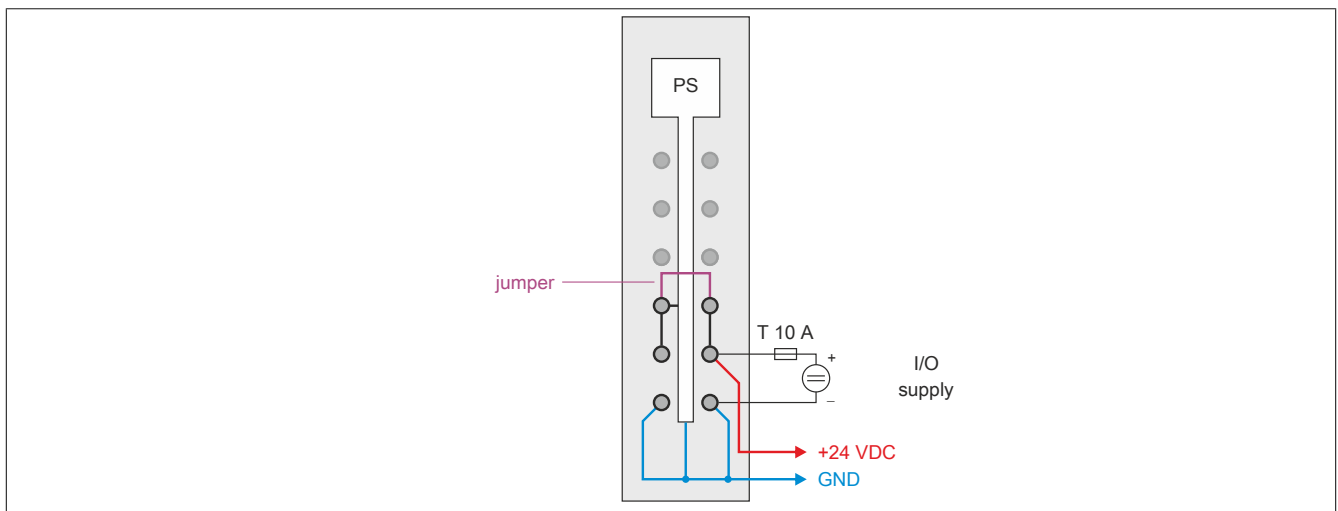 PS
jumper
T 10 A
+
I/O
supply
–
+24 VDC
GND